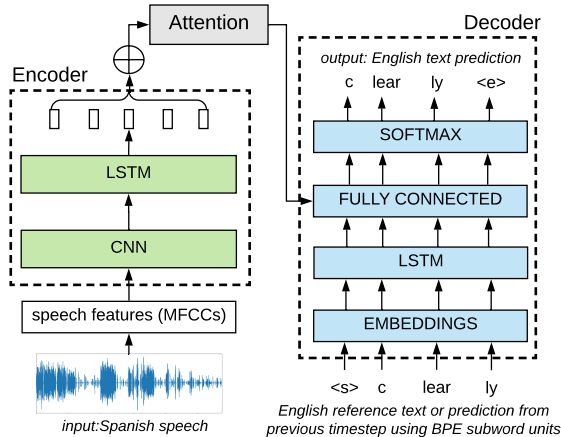 Attention
Decoder
Encoder
output: English text prediction
c lear ly <e>
SOFTMAX
LSTM
FULLY CONNECTED
CNN
LSTM
speech features (MFCCs)
EMBEDDINGS
<s> c lear ly
input:Spanish speech
English reference text or prediction from
previous timestep using BPE subword units